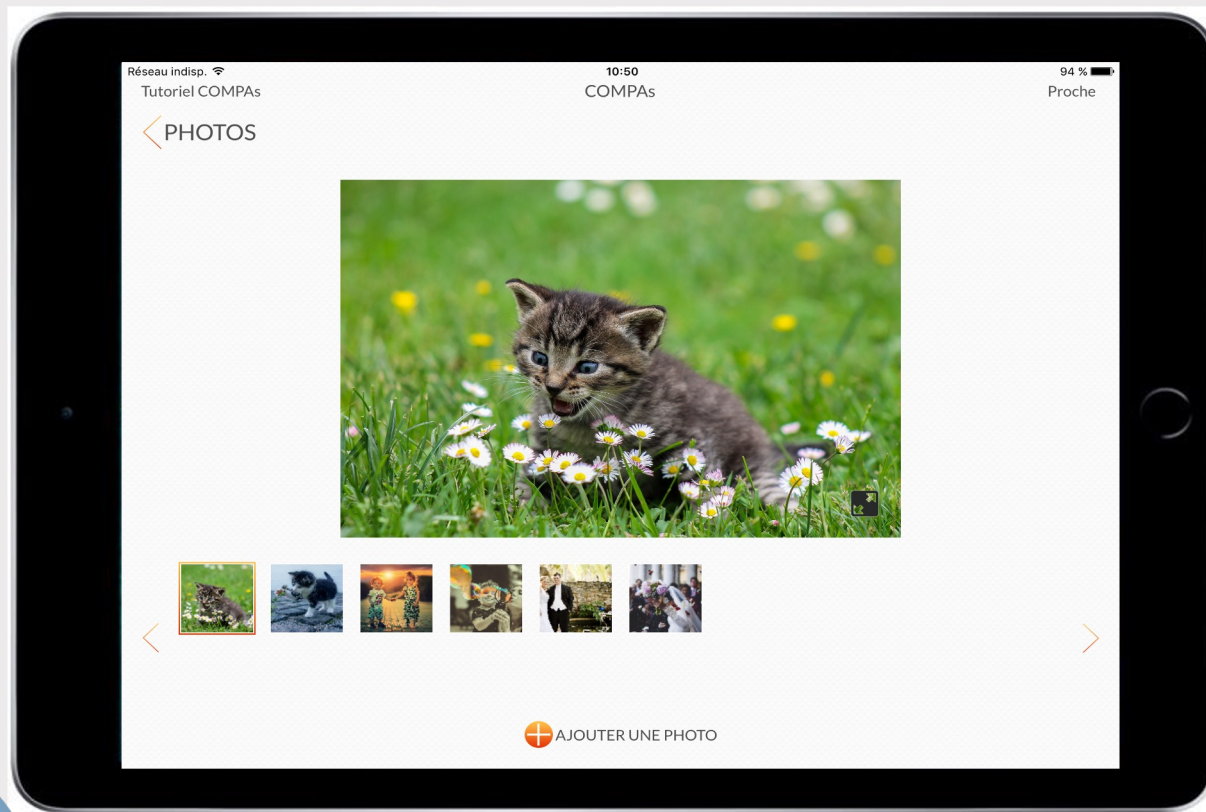 Réseau indisp.
10:50
94 %
Tutoriel COMPAs
COMPAs
Proche
PHOTOS
AJOUTER UNE PHOTO